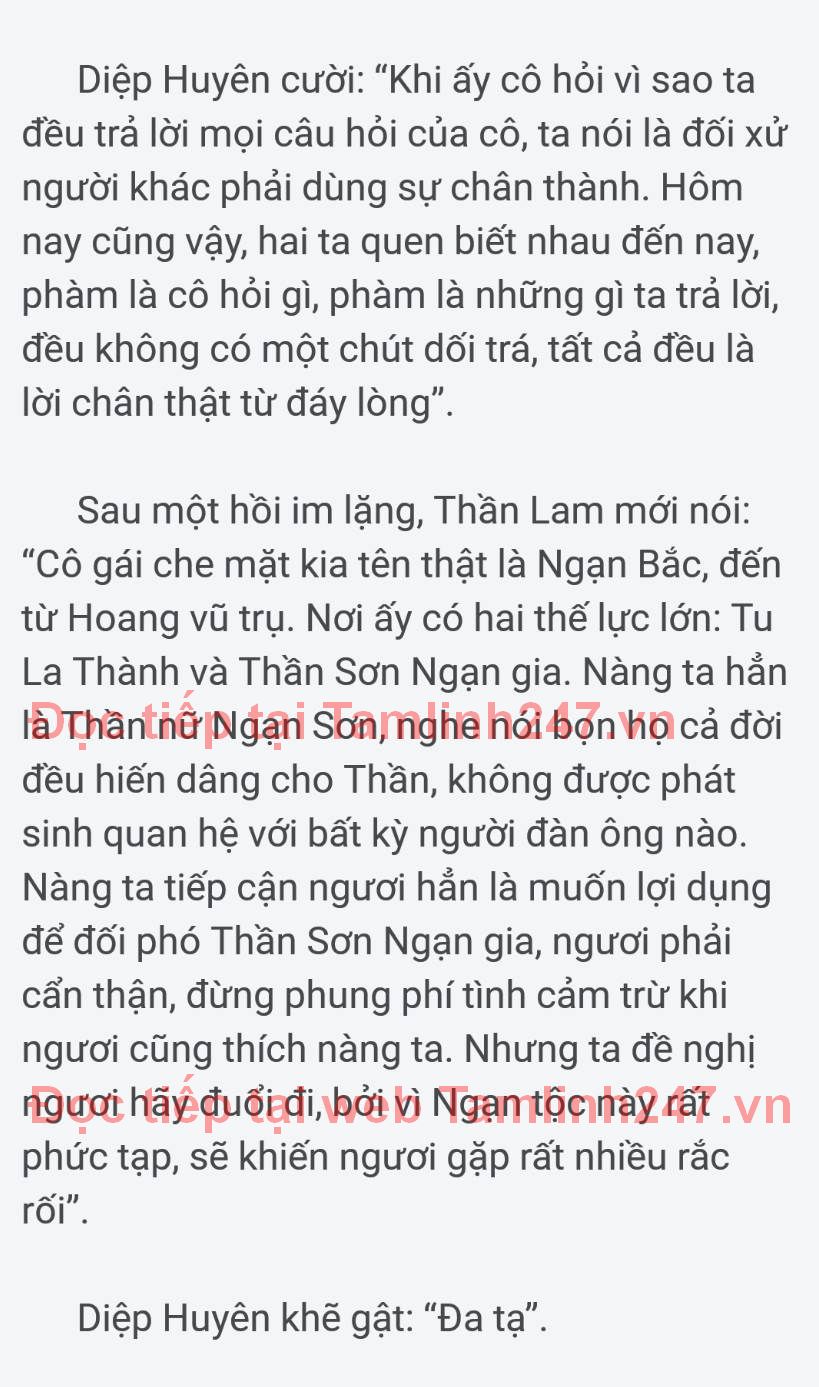 Diệp Huyên cười: “Khi ấy cô hỏi vì sao ta
đều trả lời mọi câu hỏi của cô, ta nói là đối xử
người khác phải dùng sự chân thành. Hôm
nay cũng vậy, hai ta quen biết nhau đến nay,
phàm là cô hỏi gì, phàm là những gì ta trả lời,
đều không có một chút dối trá, tất cả đều là
lời chân thật từ đáy lòng”.
Sau một hồi im lặng, Thần Lam mới nói:
“Cô gái che mặt kia tên thật là Ngạn Bắc, đến
từ Hoang vũ trụ. Nơi ấy có hai thế lực lớn: Tu
La Thành và Thần Sơn Ngạn gia. Nàng ta hẳn
là Thần nữ Ngạn Sơn, nghe nói bọn họ cả đời
Đọc tiếp tại Tamlinh247.vn
đều hiến dâng cho Thần, không được phát
sinh quan hệ với bất kỳ người đàn ông nào.
Nàng ta tiếp cận ngươi hẳn là muốn lợi dụng
để đối phó Thần Sơn Ngạn gia, ngươi phải
cẩn thận, đừng phung phí tình cảm trừ khi
ngươi cũng thích nàng ta. Nhưng ta đề nghị
ngươi hãy đuổi đi, bởi vì Ngạn tộc này rất
Đọc tiếp tại web Tamlinh247.vn
phức tạp, sẽ khiến ngươi gặp rất nhiều rắc
rối”.
Diệp Huyên khẽ gật: “Đa tạ”.